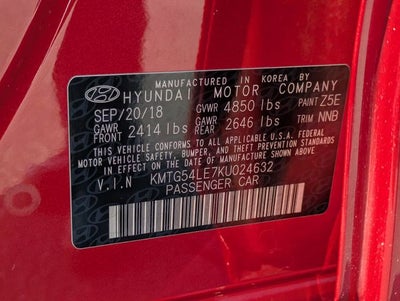 MANUFACTURED IN KOREA BY
HYUNDAI MOTOR COMPANY
SEP/20/18 GVWR 4850 lbs PAINT Z5E
GAWR FRT 2414 lbs GAWR REAR 2646 lbs TRIM NNB
THIS VEHICLE CONFORMS TO ALL APPLICABLE U.S.A. FEDERAL
MOTOR VEHICLE SAFETY, BUMPER, AND THEFT PREVENTION
STANDARDS IN EFFECT ON THE DATE OF MANUFACTURE SHOWN ABOVE.
V.I.N KMTG54LE7KU024632
PASSENGER CAR